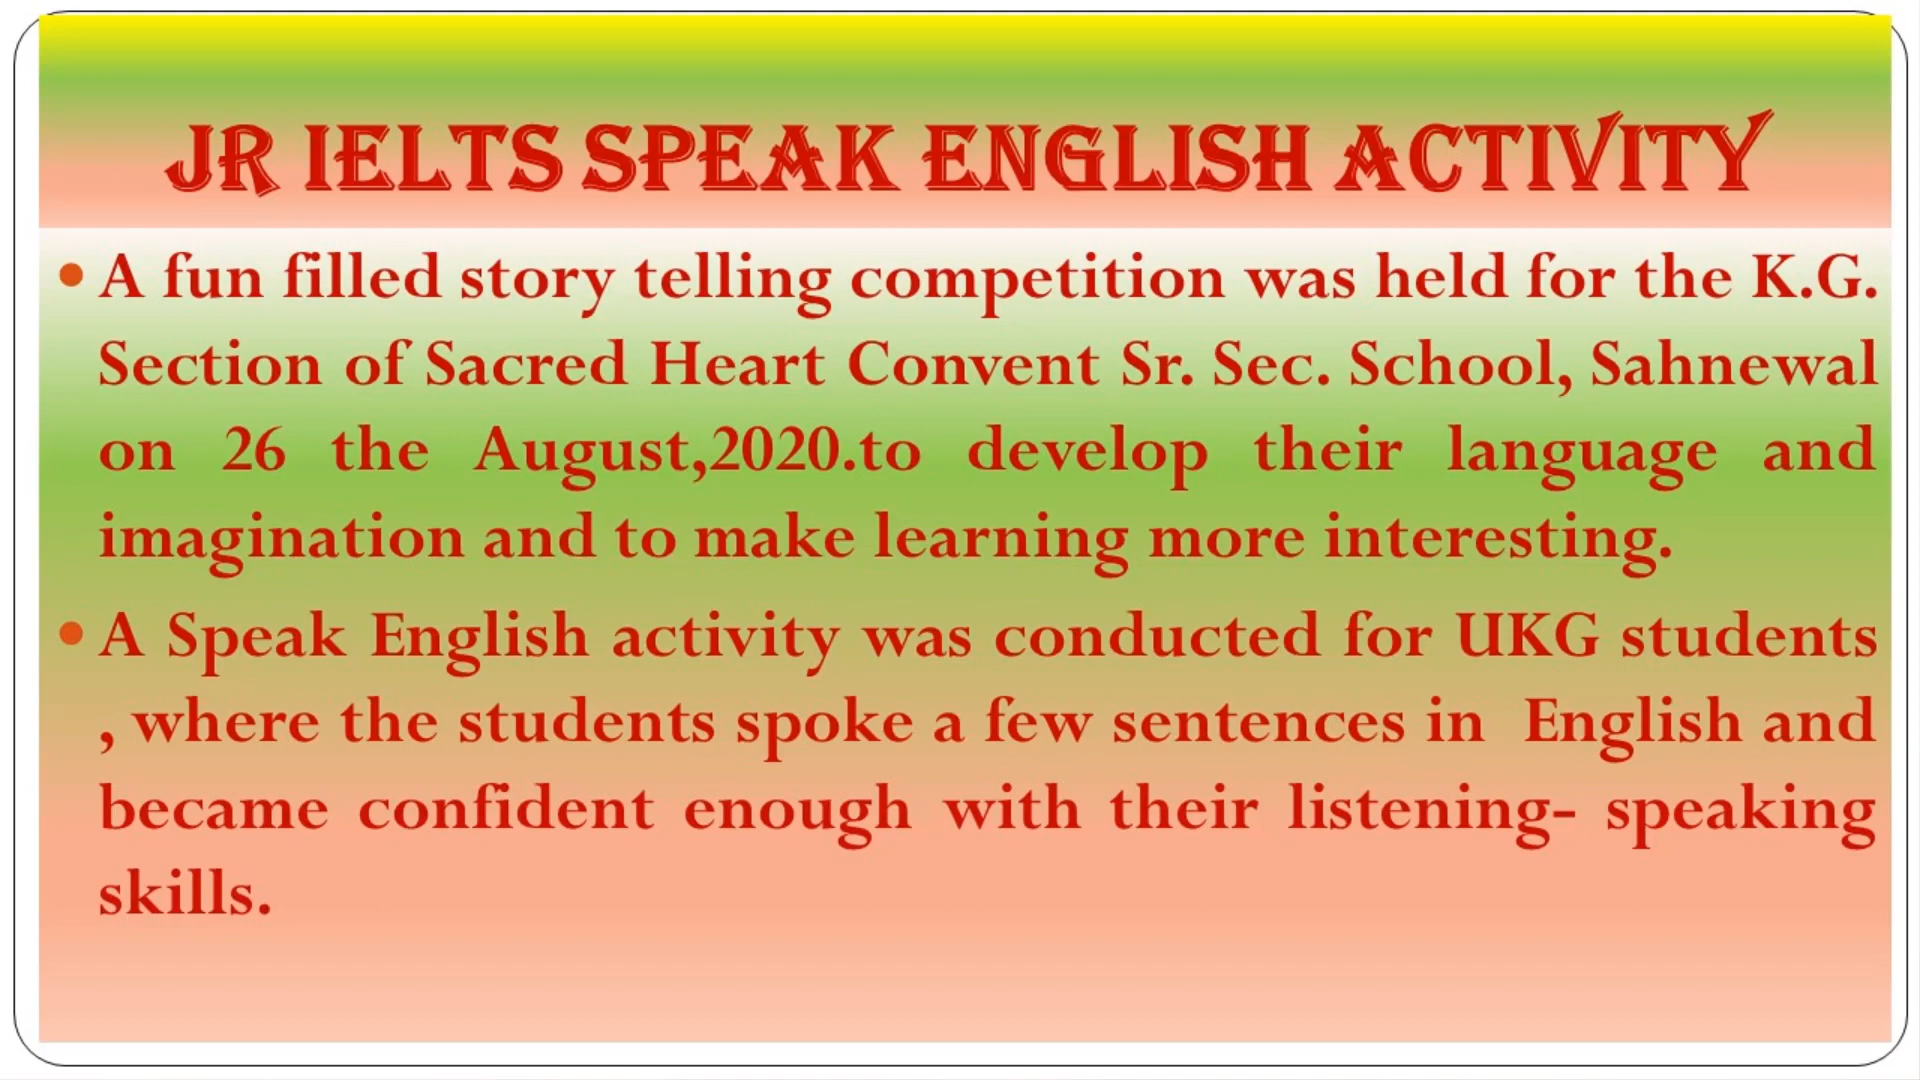 JR IELTS SPEAK ENGLISH ACTIVITY
• A fun filled story telling competition was held for the K.G.
Section of Sacred Heart Convent Sr. Sec. School, Sahnewal
on 26 the August,2020.to develop their language and
imagination and to make learning more interesting.
• A Speak English activity was conducted for UKG students
, where the students spoke a few sentences in  English and
became confident enough with their listening- speaking
skills.